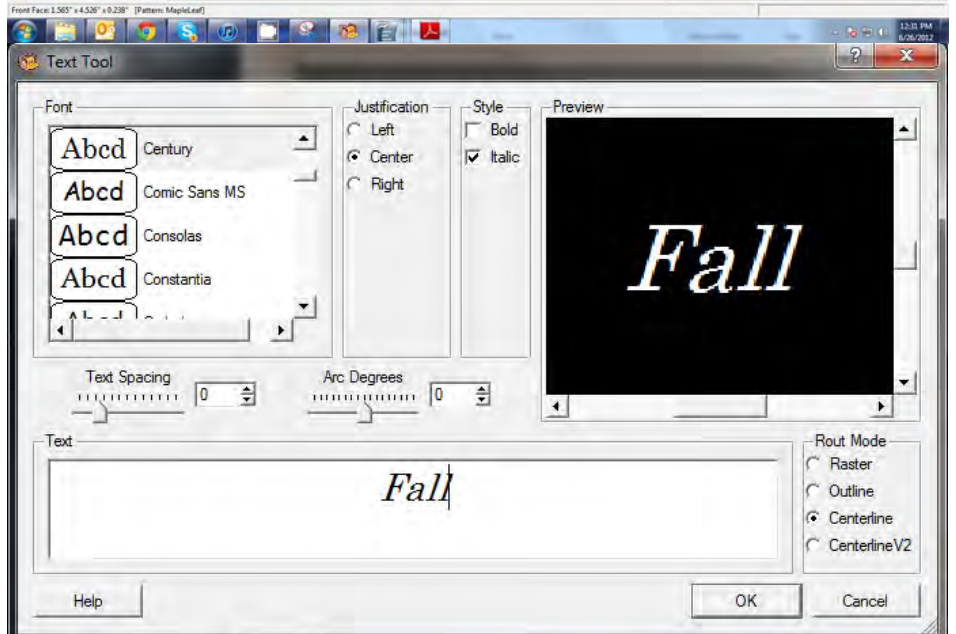 Front Face: 1.565" x 4.526" x 0.238" [Pattern: MapleLeaf]
12:31 PM
6/26/2012
Text Tool
Font
Abcd Century
Abcd Comic Sans MS
Abcd Consolas
Abcd Constantia
Justification
Left
Center
Right
Style
Bold
Italic
Preview
Fall
Text Spacing
0
Arc Degrees
0
Text
Fall
Rout Mode
Raster
Outline
Centerline
CenterlineV2
Help
OK
Cancel